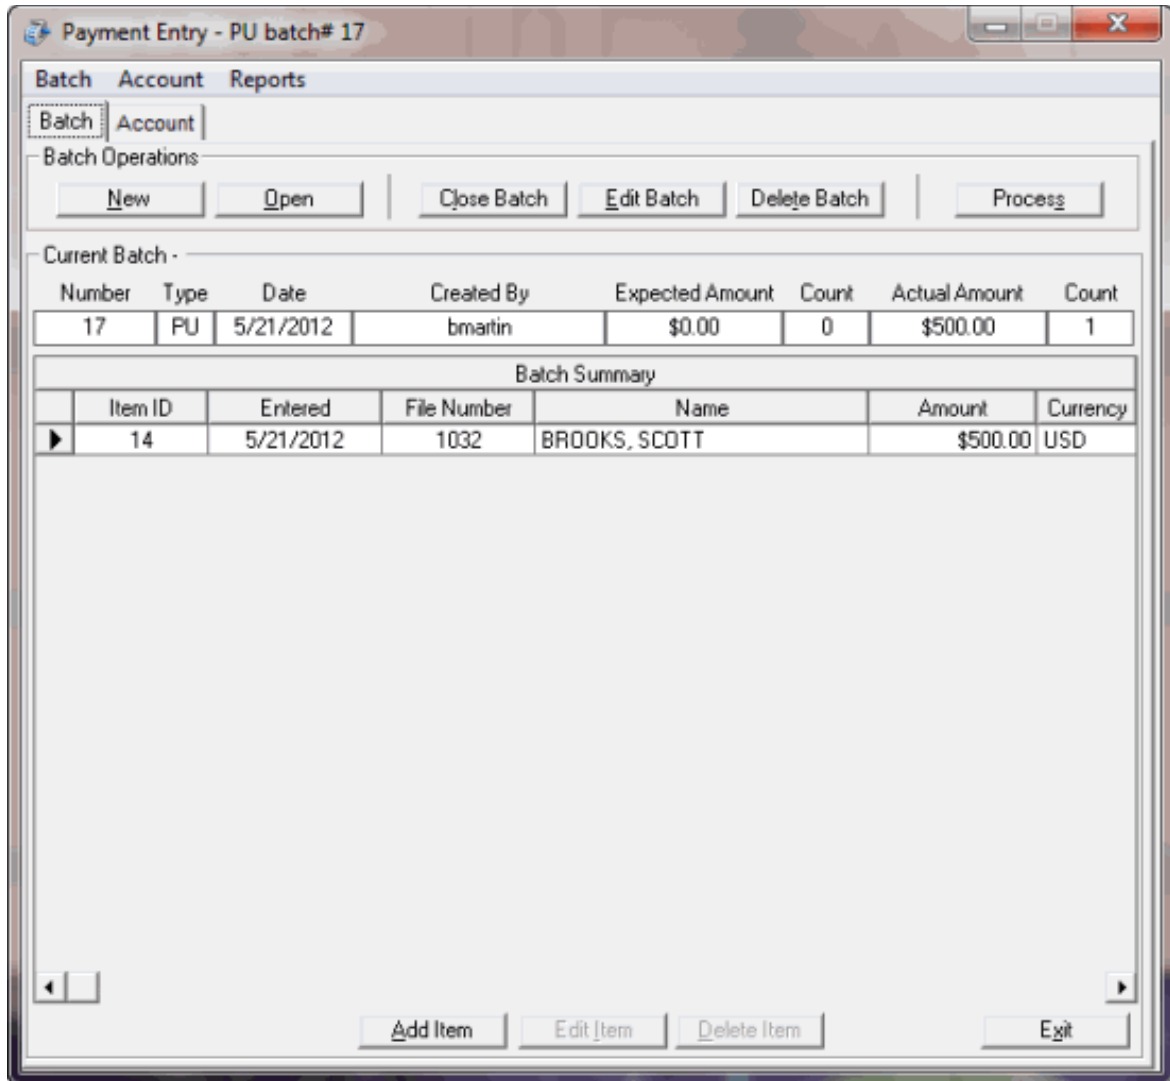 Payment Entry - PU batch# 17
Batch Account Reports
Batch Account
Batch Operations
New Open Close Batch Edit Batch Delete Batch Process
Current Batch -
Number Type Date Created By Expected Amount Count Actual Amount Count
17 PU 5/21/2012 bmartin $0.00 0 $500.00 1
Batch Summary
Item ID Entered File Number Name Amount Currency
14 5/21/2012 1032 BROOKS, SCOTT $500.00 USD
Add Item Edit Item Delete Item Exit